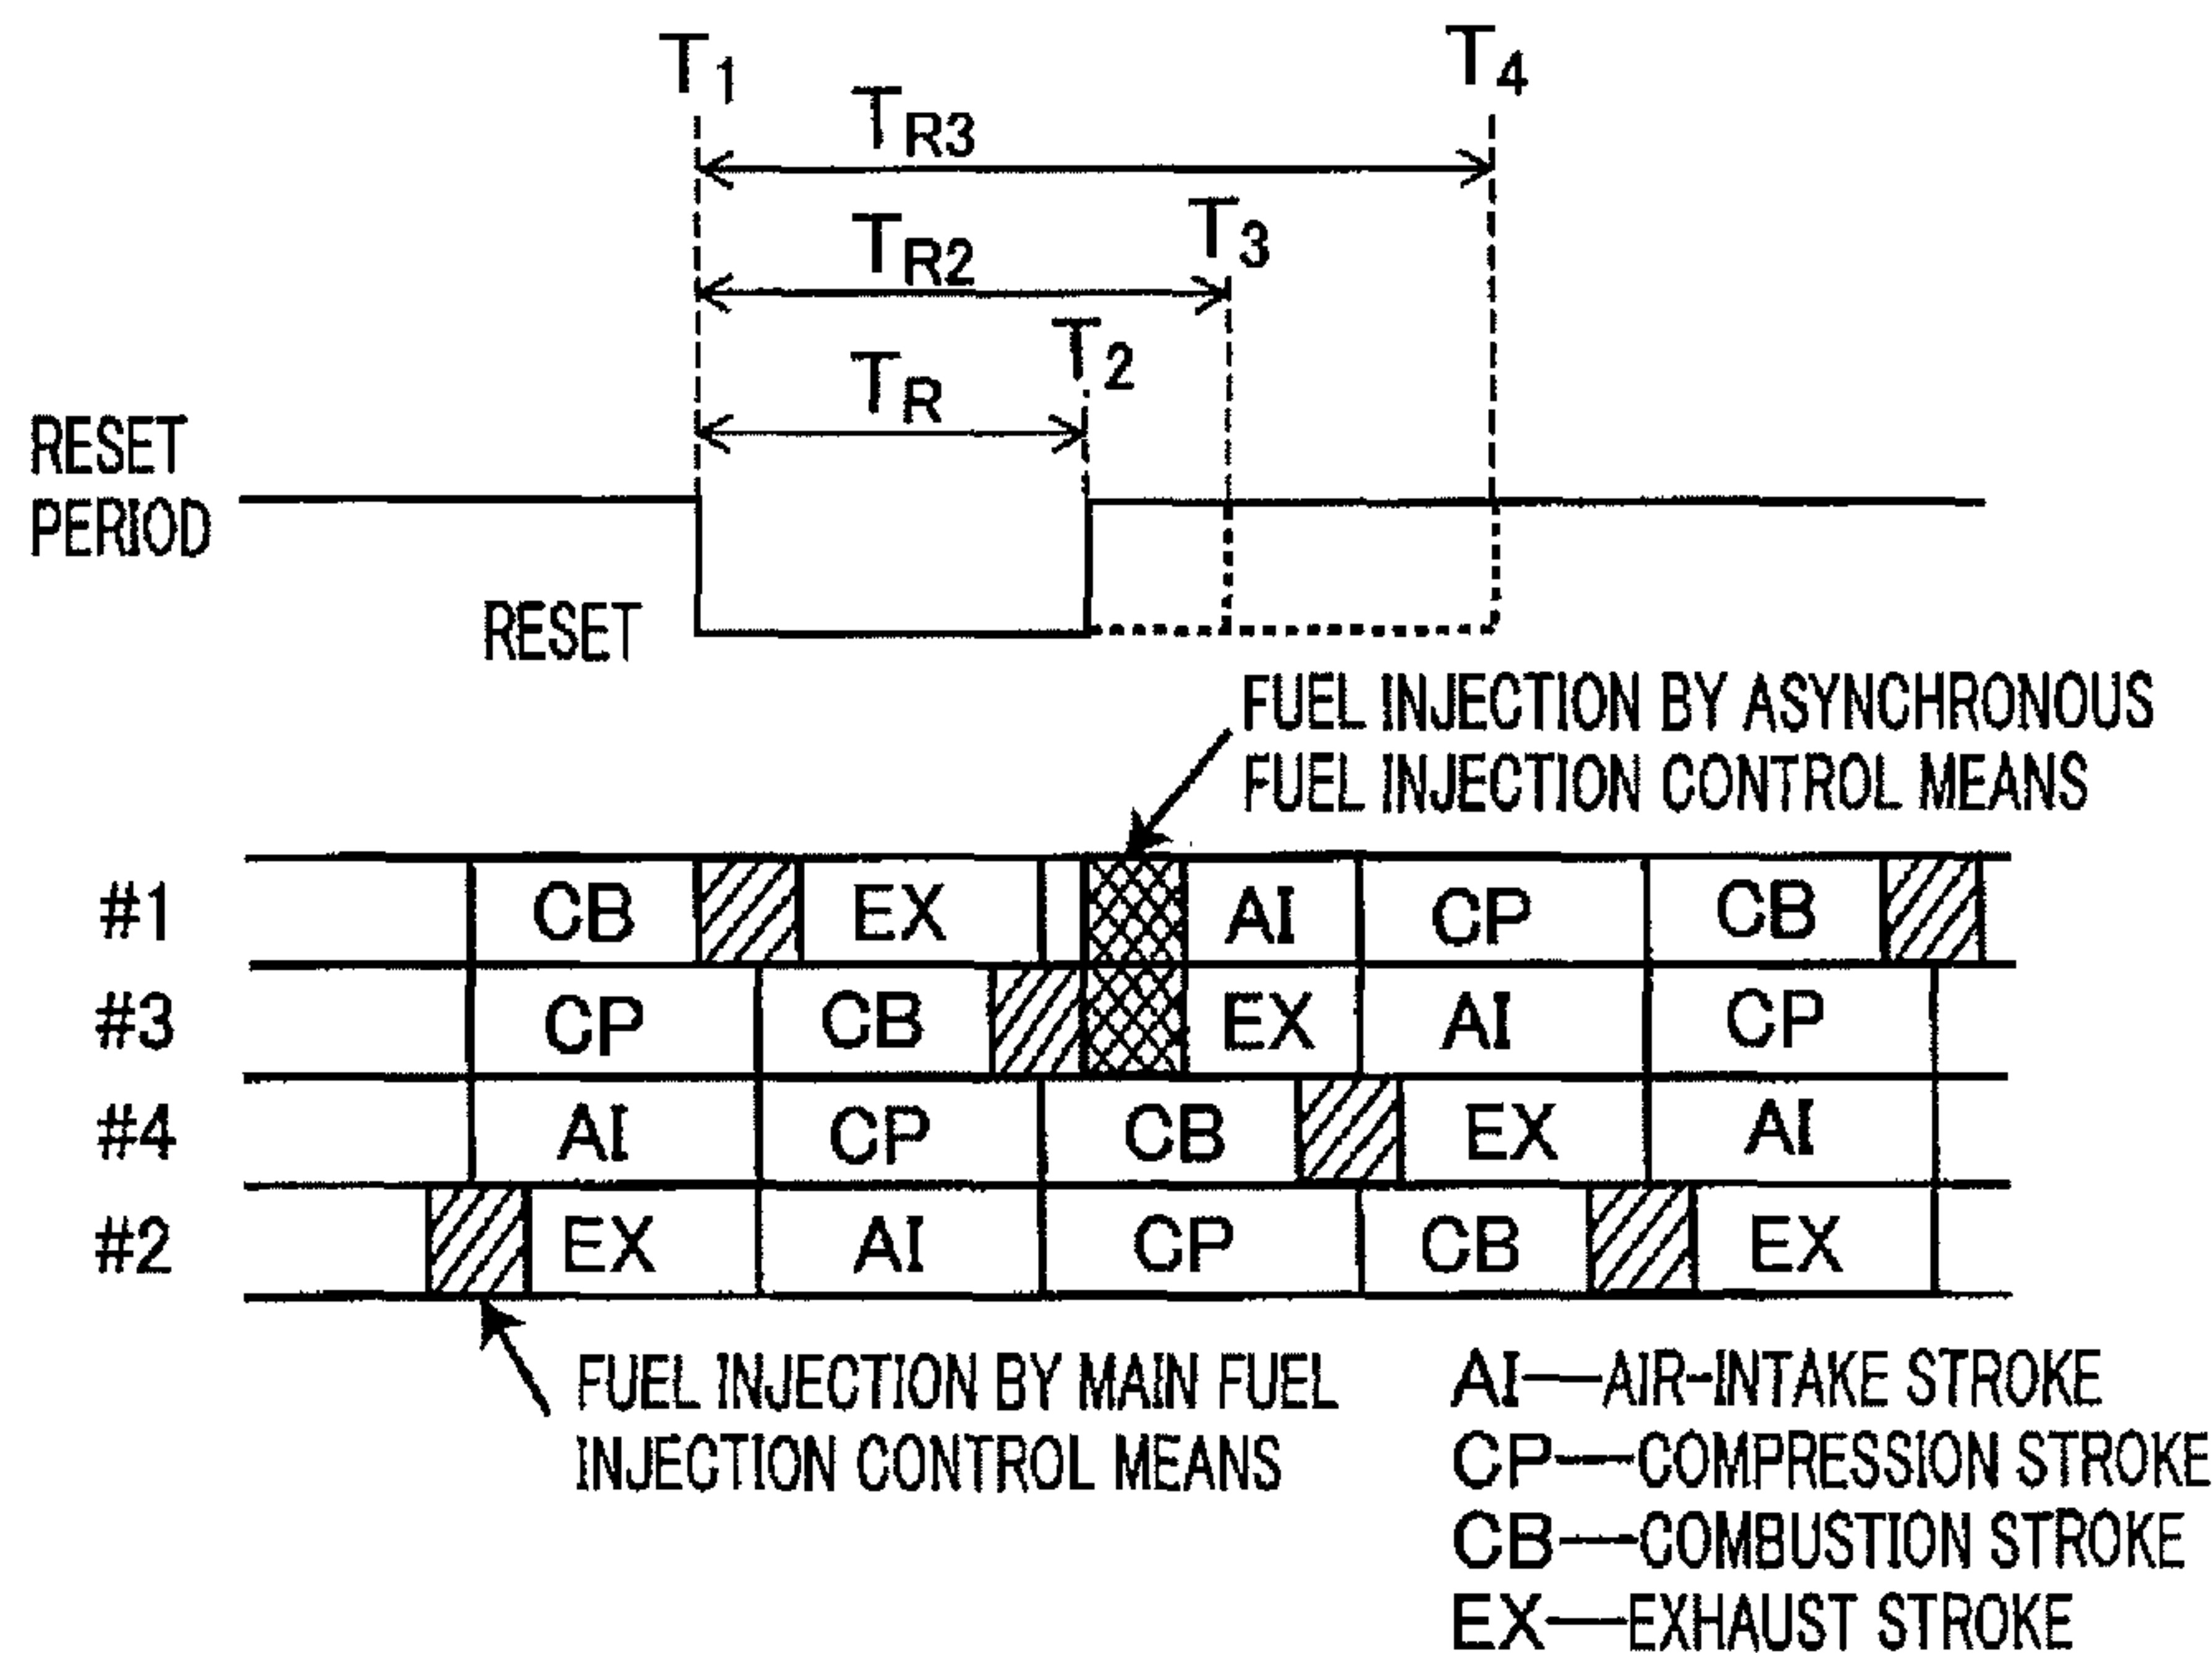 T1
T4
TR3
T3
TR2
T2
TR
RESET
PERIOD
RESET
FUEL INJECTION BY ASYNCHRONOUS
FUEL INJECTION CONTROL MEANS
#1 CB EX AI CP CB
#3 CP CB EX AI CP
#4 AI CP CB EX AI
#2 EX AI CP CB EX
FUEL INJECTION BY MAIN FUEL
INJECTION CONTROL MEANS
AI—AIR-INTAKE STROKE
CP—COMPRESSION STROKE
CB—COMBUSTION STROKE
EX—EXHAUST STROKE